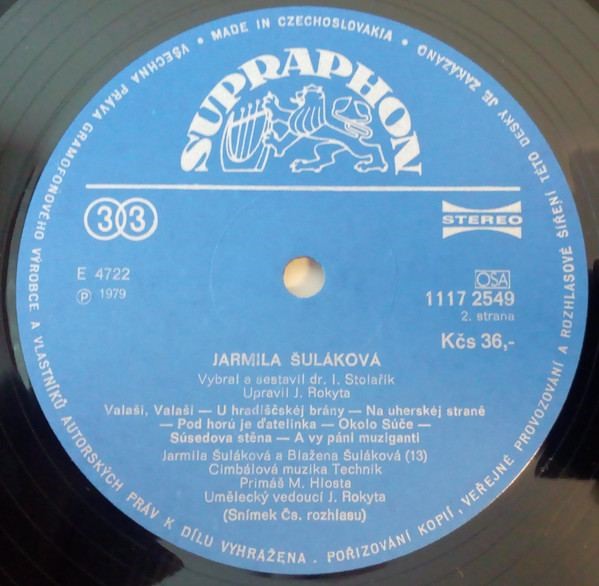 VŠECHNA PRÁVA GRAMOFONOVÉHO VÝROBCE A VLASTNÍKŮ AUTORSKÝCH PRÁV K DÍLU VYHRAŽENA. POŘIZOVÁNÍ KOPIÍ, VEŘEJNÉ PROVOZOVÁNÍ A ROZHLASOVÉ ŠÍŘENÍ TÉTO DESKY JE ZAKÁZÁNO • MADE IN CZECHOSLOVAKIA •
SUPRAPHON
33
STEREO
E 4722
Ⓟ 1979
OSA
1117 2549
2. strana
Kčs 36,-
JARMILA ŠULÁKOVÁ
Vybral a sestavil dr. I. Stolařík
Upravil J. Rokyta
Valaši, Valaši — U hradiščskéj brány — Na uherskéj straně
— Pod horú je ďatelinka — Okolo Súče —
Súsedova stěna — A vy páni muziganti
Jarmila Šuláková a Blažena Šuláková (13)
Cimbálová muzika Technik
Primáš M. Hlosta
Umělecký vedoucí J. Rokyta
(Snímek Čs. rozhlasu)